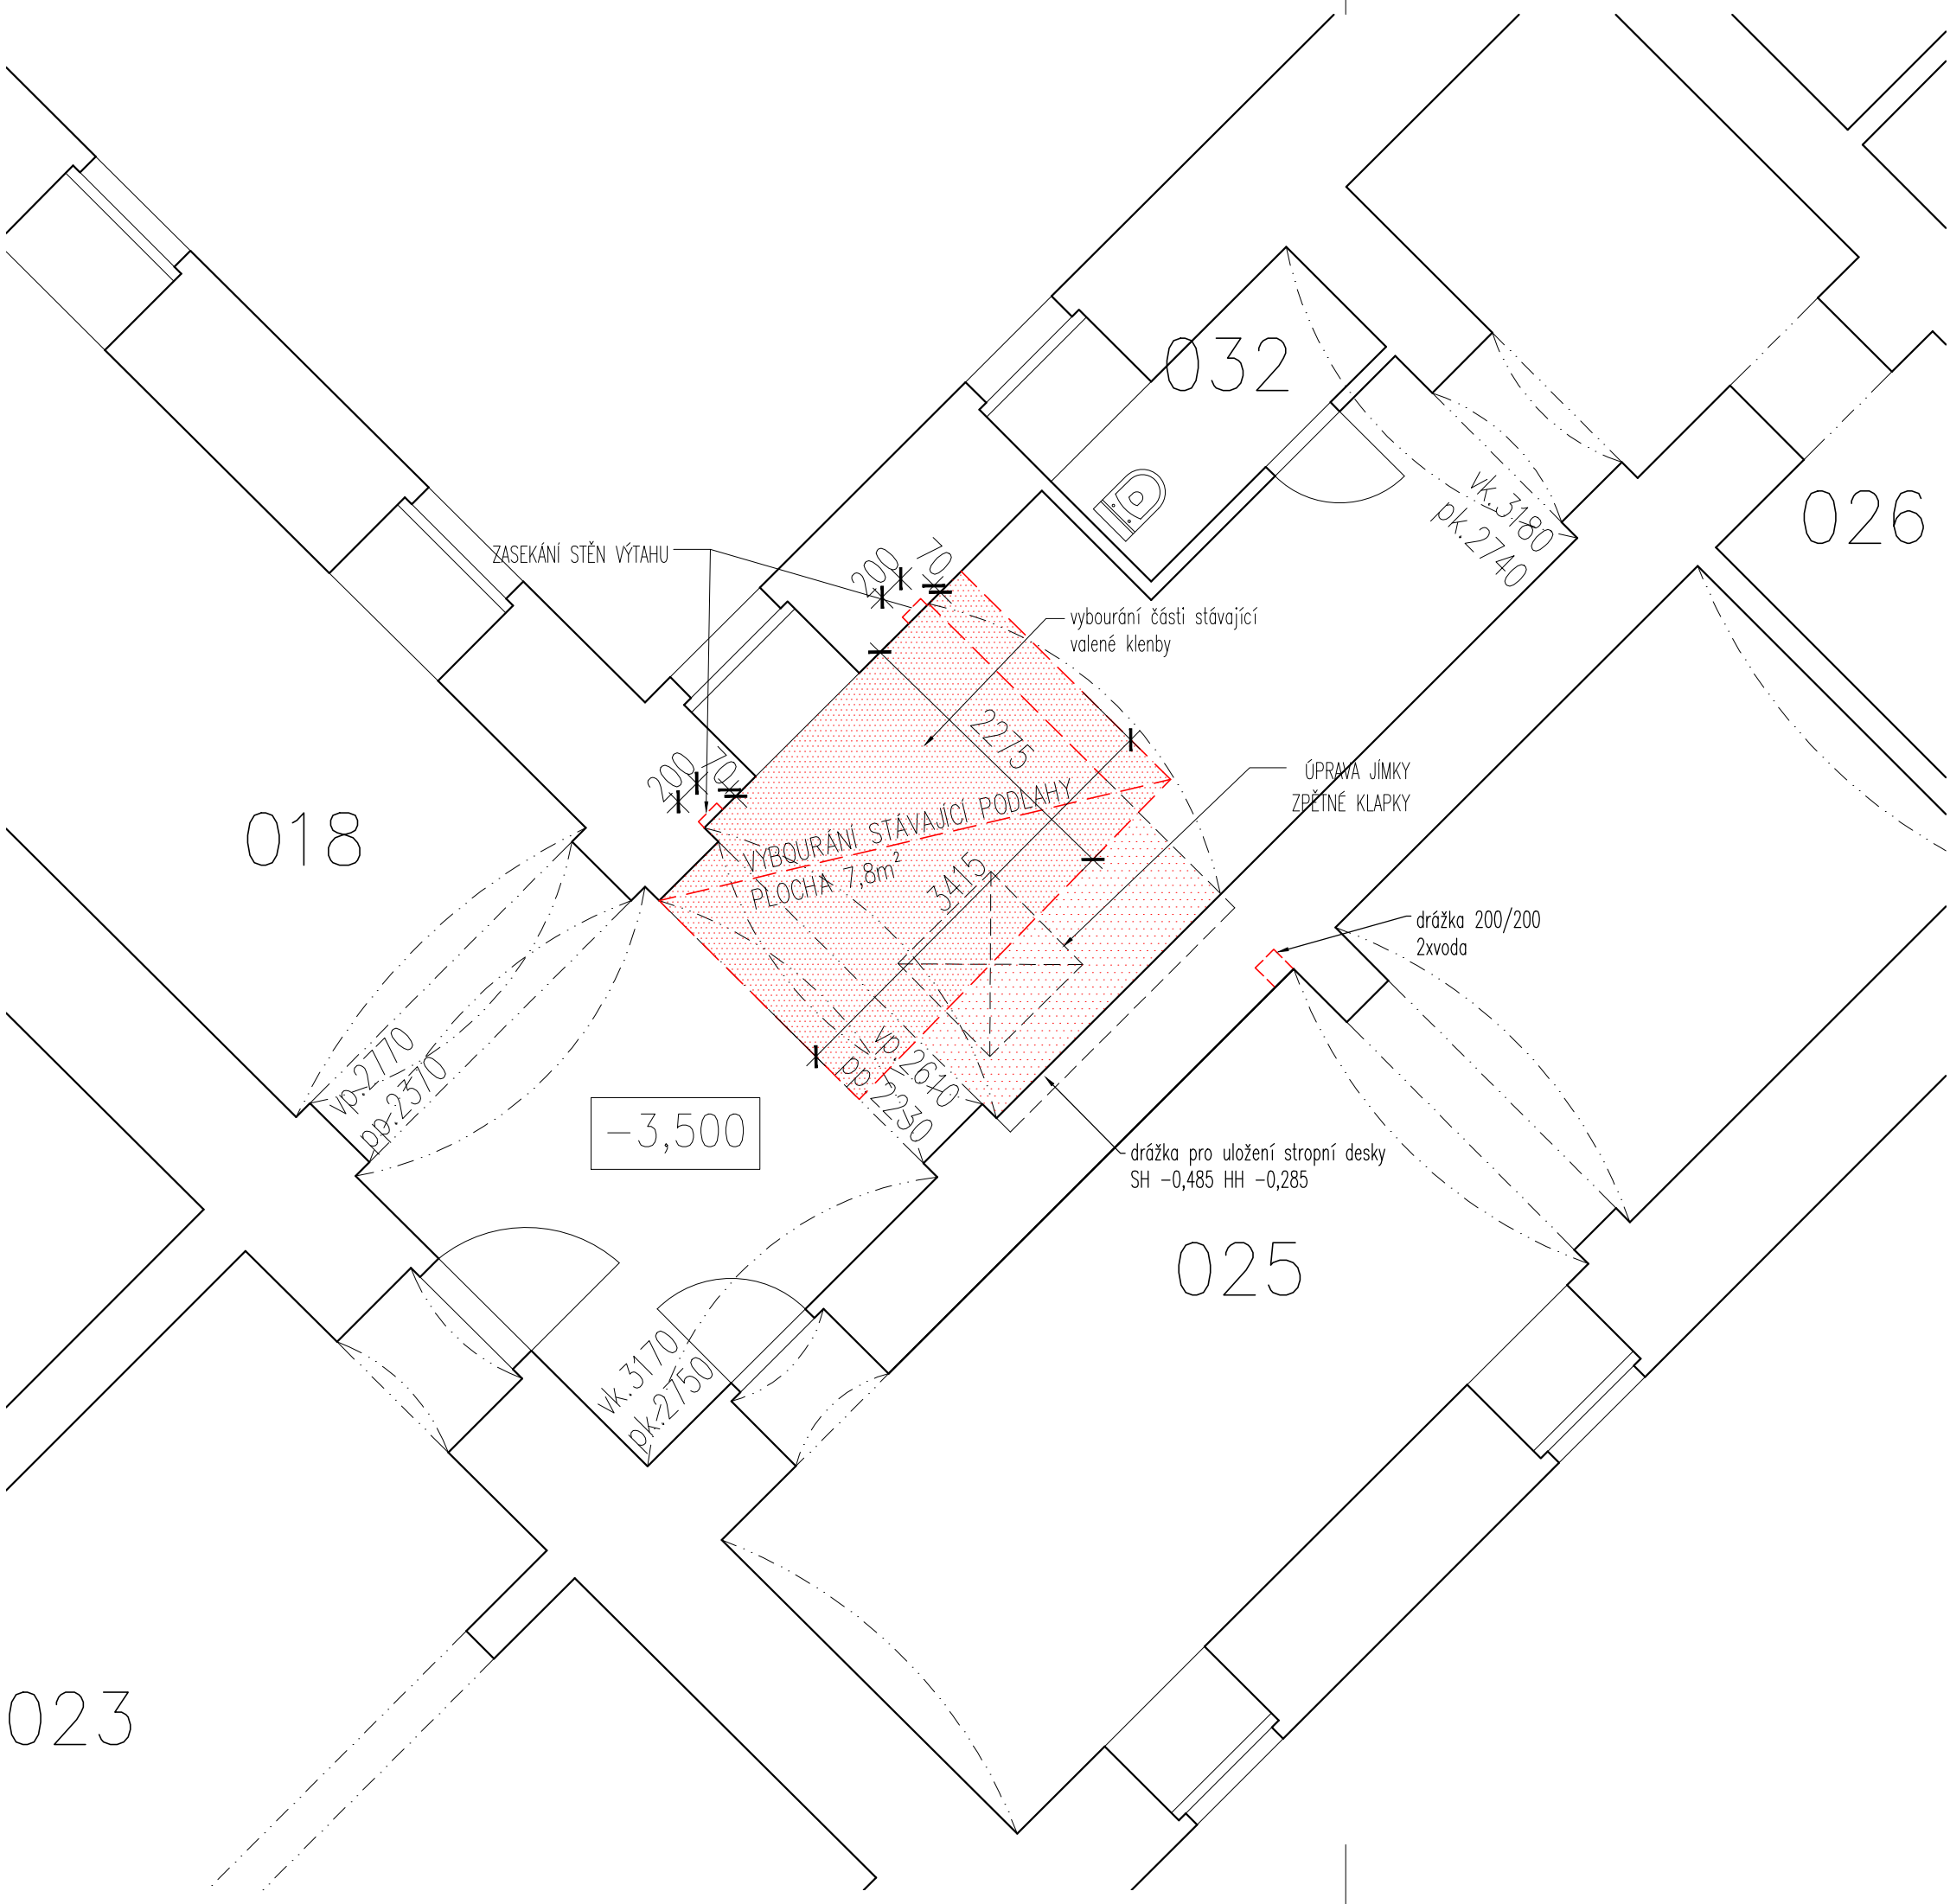 032
026
vk.3180
pk.2740
ZASEKÁNÍ STĚN VÝTAHU
200
70
vybourání části stávající
valené klenby
2275
ÚPRAVA JÍMKY
ZPĚTNÉ KLAPKY
200
70
018
VYBOURÁNÍ STÁVAJÍCÍ PODLAHY
PLOCHA 7,8m²
3415
drážka 200/200
2xvoda
vp.2770
pp.2370
vp.2610
pp.2230
-3,500
drážka pro uložení stropní desky
SH -0,485 HH -0,285
025
vk.3170
pk.2750
023